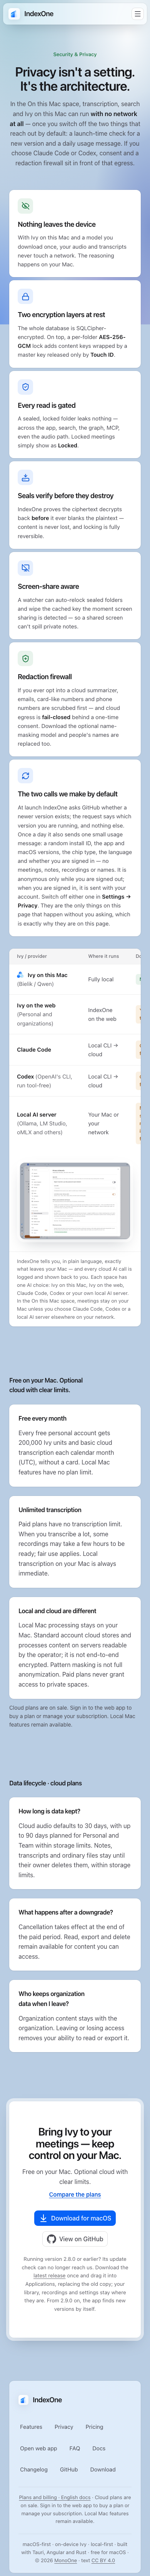 IndexOne
Security & Privacy
Privacy isn't a setting.
It's the architecture.
In the On this Mac space, transcription, search
and Ivy on this Mac can run with no network
at all — once you switch off the two things that
reach out by default: a launch-time check for a
new version and a daily usage message. If you
choose Claude Code or Codex, consent and a
redaction firewall sit in front of that egress.
Nothing leaves the device
With Ivy on this Mac and a model you
download once, your audio and transcripts
never touch a network. The reasoning
happens on your Mac.
Two encryption layers at rest
The whole database is SQLCipher-
encrypted. On top, a per-folder AES-256-
GCM lock adds content keys wrapped by a
master key released only by Touch ID.
Every read is gated
A sealed, locked folder leaks nothing —
across the app, search, the graph, MCP,
even the audio path. Locked meetings
simply show as Locked.
Seals verify before they destroy
IndexOne proves the ciphertext decrypts
back before it ever blanks the plaintext —
content is never lost, and locking is fully
reversible.
Screen-share aware
A watcher can auto-relock sealed folders
and wipe the cached key the moment screen
sharing is detected — so a shared screen
can't spill private notes.
Redaction firewall
If you ever opt into a cloud summarizer,
emails, card-like numbers and phone
numbers are scrubbed first — and cloud
egress is fail-closed behind a one-time
consent. Download the optional name-
masking model and people's names are
replaced too.
The two calls we make by default
At launch IndexOne asks GitHub whether a
newer version exists; the request says which
version you are running, and nothing else.
Once a day it also sends one small usage
message: a random install ID, the app and
macOS versions, the chip type, the language
and whether you are signed in — no
meetings, notes, recordings or names. It is
anonymous only while you are signed out;
when you are signed in, it is sent with your
account. Switch off either one in Settings →
Privacy. They are the only things on this
page that happen without you asking, which
is exactly why they are on this page.
Ivy / provider Where it runs
Ivy on this Mac
(Bielik / Qwen)
Fully local
Ivy on the web
(Personal and
organizations)
IndexOne
on the web
Claude Code
Local CLI →
cloud
Codex (OpenAI's CLI,
run tool-free)
Local CLI →
cloud
Local AI server
(Ollama, LM Studio,
oMLX and others)
Your Mac or
your
network
IndexOne tells you, in plain language, exactly
what leaves your Mac — and every cloud AI call is
logged and shown back to you. Each space has
one AI choice: Ivy on this Mac, Ivy on the web,
Claude Code, Codex or your own local AI server.
In the On this Mac space, meetings stay on your
Mac unless you choose Claude Code, Codex or a
local AI server elsewhere on your network.
Free on your Mac. Optional
cloud with clear limits.
Free every month
Every free personal account gets
200,000 Ivy units and basic cloud
transcription each calendar month
(UTC), without a card. Local Mac
features have no plan limit.
Unlimited transcription
Paid plans have no transcription limit.
When you transcribe a lot, some
recordings may take a few hours to be
ready; fair use applies. Local
transcription on your Mac is always
immediate.
Local and cloud are different
Local Mac processing stays on your
Mac. Standard account cloud stores and
processes content on servers readable
by the operator; it is not end-to-end
encrypted. Pattern masking is not full
anonymization. Paid plans never grant
access to private spaces.
Cloud plans are on sale. Sign in to the web app to
buy a plan or manage your subscription. Local Mac
features remain available.
Data lifecycle · cloud plans
How long is data kept?
Cloud audio defaults to 30 days, with up
to 90 days planned for Personal and
Team within storage limits. Notes,
transcripts and ordinary files stay until
their owner deletes them, within storage
limits.
What happens after a downgrade?
Cancellation takes effect at the end of
the paid period. Read, export and delete
remain available for content you can
access.
Who keeps organization
data when I leave?
Organization content stays with the
organization. Leaving or losing access
removes your ability to read or export it.
Bring Ivy to your
meetings — keep
control on your Mac.
Free on your Mac. Optional cloud with
clear limits.
Compare the plans
Download for macOS
View on GitHub
Running version 2.8.0 or earlier? Its update
check can no longer reach us. Download the
latest release once and drag it into
Applications, replacing the old copy; your
library, recordings and settings stay where
they are. From 2.9.0 on, the app finds new
versions by itself.
IndexOne
Features Privacy Pricing
Open web app FAQ Docs
Changelog GitHub Download
Plans and billing · English docs · Cloud plans are
on sale. Sign in to the web app to buy a plan or
manage your subscription. Local Mac features
remain available.
macOS-first · on-device Ivy · local-first · built
with Tauri, Angular and Rust · free for macOS ·
© 2026 MonoOne · text CC BY 4.0